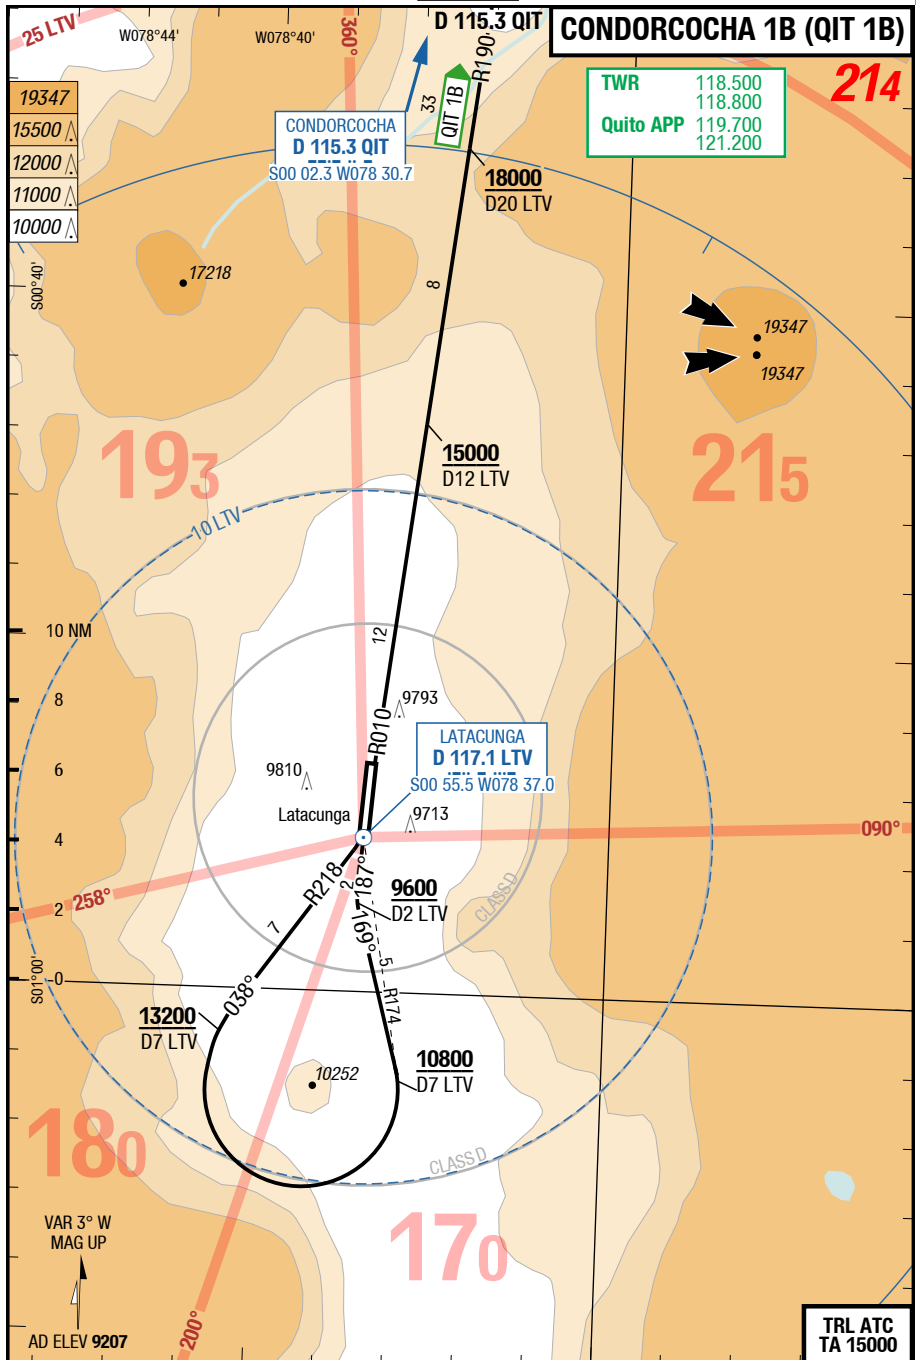 D 115.3 QIT
CONDORCOCHA 1B (QIT 1B)
25 LTV
W078°44'
W078°40'
360°
R190
33
QIT 1B
TWR 118.500
118.800
Quito APP 119.700
121.200
214
19347
15500
12000
11000
10000
CONDORCOCHA
D 115.3 QIT
S00 02.3 W078 30.7
18000
D20 LTV
S00°40'
17218
8
19347
19347
193
15000
D12 LTV
215
10 LTV
10 NM
12
8
9793
R010
LATACUNGA
D 117.1 LTV
S00 55.5 W078 37.0
6
9810
Latacunga
9713
4
090°
258°
R218
2
187°
9600
D2 LTV
CLASS D
2
7
169°
5
R174
S01°00'
0
038°
13200
D7 LTV
10252
10800
D7 LTV
180
CLASS D
170
VAR 3° W
MAG UP
200°
AD ELEV 9207
TRL ATC
TA 15000